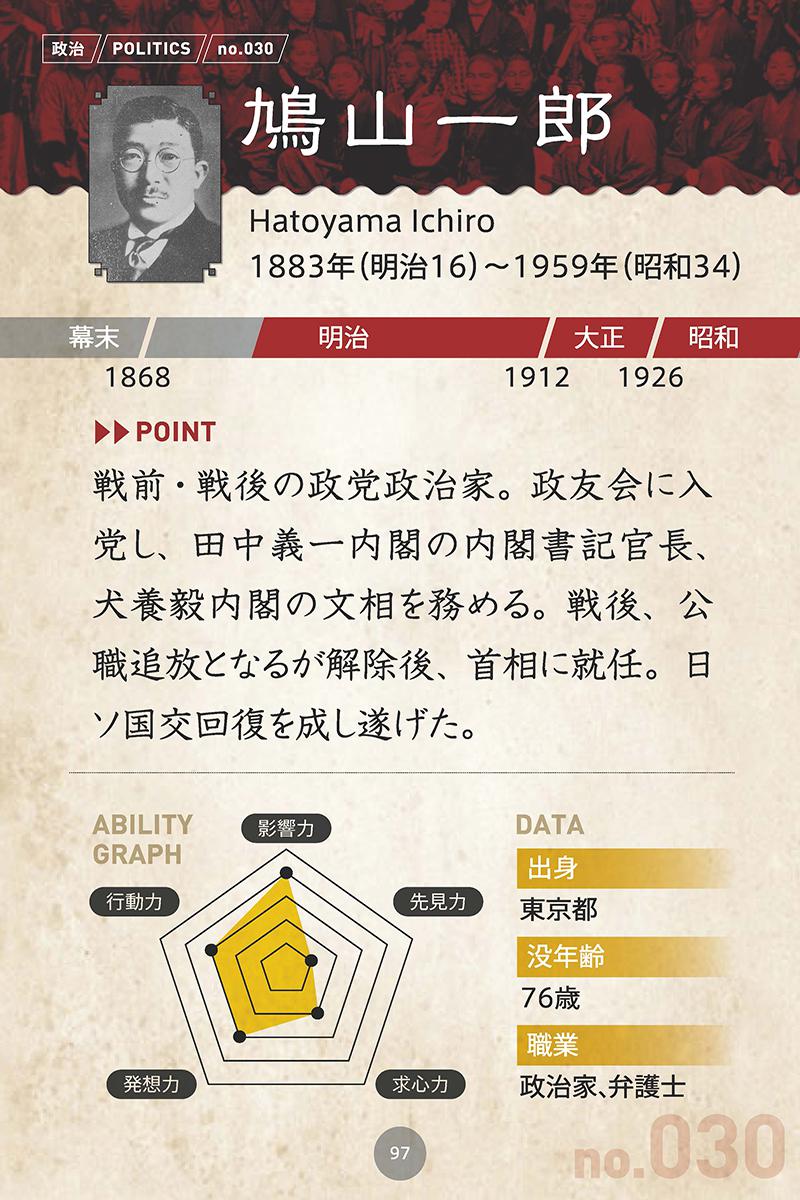 政治 POLITICS no.030
鳩山一郎
Hatoyama Ichiro
1883年(明治16)～1959年(昭和34)
幕末 明治 大正 昭和
1868 1912 1926
POINT
戦前・戦後の政党政治家。政友会に入
党し、田中義一内閣の内閣書記官長、
犬養毅内閣の文相を務める。戦後、公
職追放となるが解除後、首相に就任。日
ソ国交回復を成し遂げた。
ABILITY
GRAPH
影響力
行動力
先見力
発想力
求心力
DATA
出身
東京都
没年齢
76歳
職業
政治家、弁護士
97
no.030